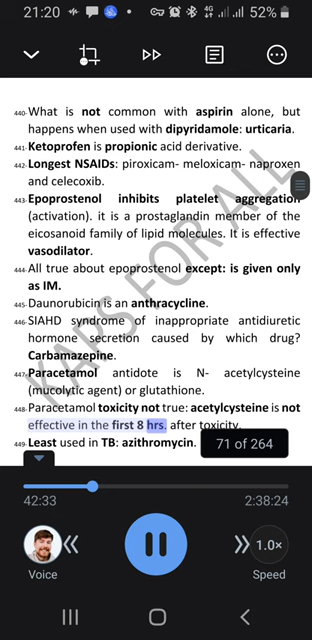 21:20 52%
440- What is not common with aspirin alone, but
happens when used with dipyridamole: urticaria.
441- Ketoprofen is propionic acid derivative.
442- Longest NSAIDs: piroxicam- meloxicam- naproxen
and celecoxib.
443- Epoprostenol inhibits platelet aggregation
(activation). it is a prostaglandin member of the
eicosanoid family of lipid molecules. It is effective
vasodilator.
444- All true about epoprostenol except: is given only
as IM.
445- Daunorubicin is an anthracycline.
446- SIAHD syndrome of inappropriate antidiuretic
hormone secretion caused by which drug?
Carbamazepine.
447- Paracetamol antidote is N- acetylcysteine
(mucolytic agent) or glutathione.
448- Paracetamol toxicity not true: acetylcysteine is not
effective in the first 8 hrs. after toxicity.
449- Least used in TB: azithromycin.
71 of 264
KAPS FOR ALL
42:33 2:38:24
1.0×
Voice Speed